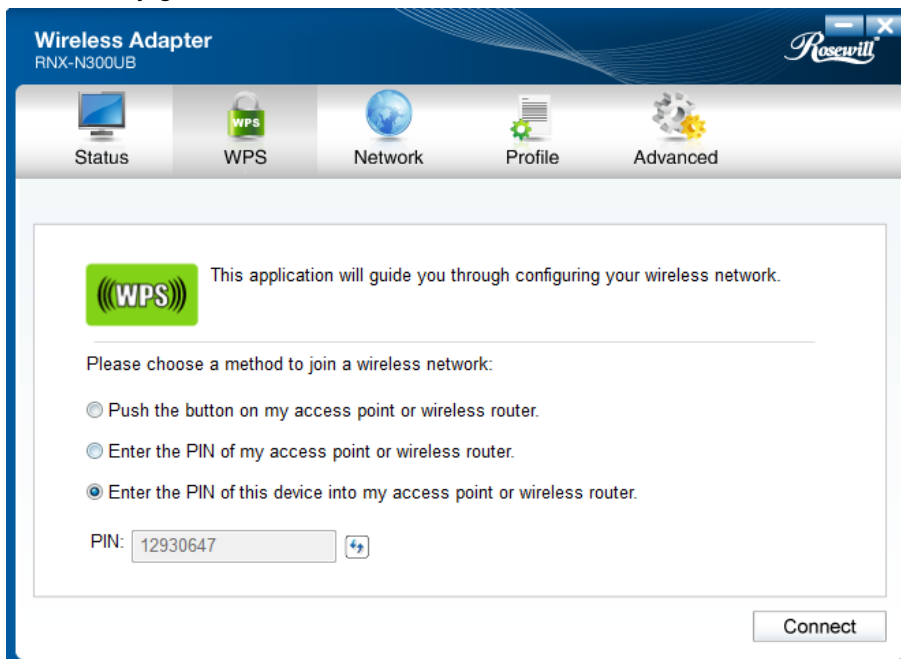 Wireless Adapter
RNX-N300UB
Rosewill
WPS
Status
WPS
Network
Profile
Advanced
(((WPS)))
This application will guide you through configuring your wireless network.
Please choose a method to join a wireless network:
Push the button on my access point or wireless router.
Enter the PIN of my access point or wireless router.
Enter the PIN of this device into my access point or wireless router.
PIN: 12930647
Connect